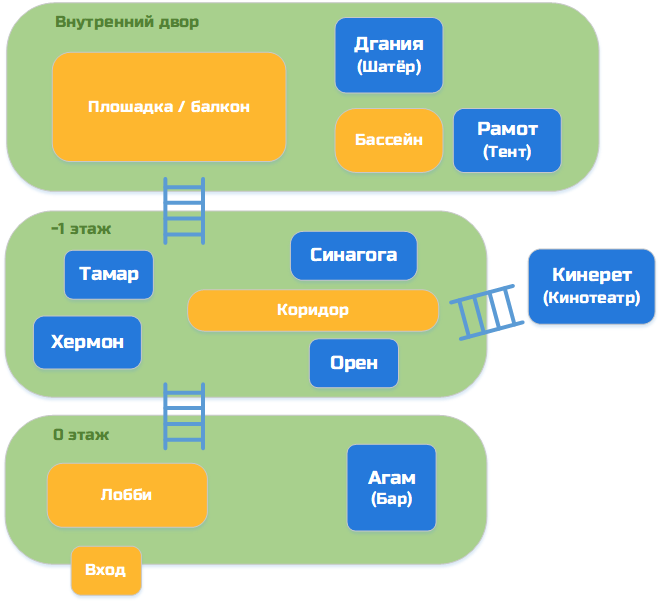 Внутренний двор
Плошадка / балкон
Дгания
(Шатёр)
Бассейн
Рамот
(Тент)
-1 этаж
Тамар
Синагога
Кинерет
(Кинотеатр)
Коридор
Хермон
Орен
0 этаж
Лобби
Агам
(Бар)
Вход